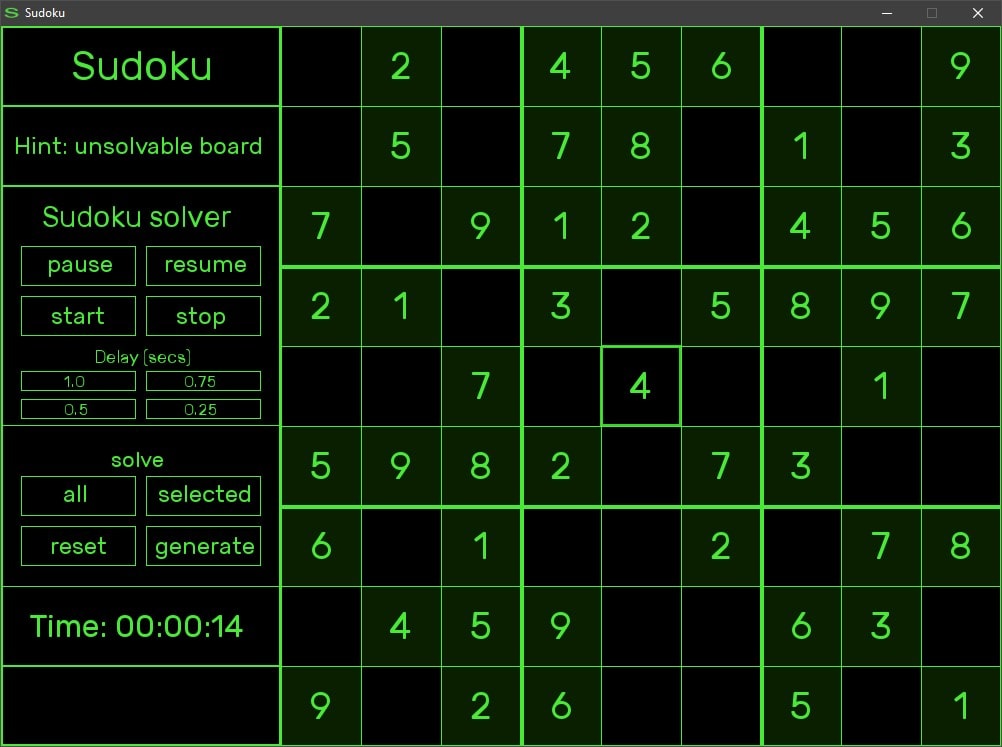 Sudoku
Sudoku
Hint: unsolvable board
Sudoku solver
pause resume
start stop
Delay (secs)
1.0 0.75
0.5 0.25
solve
all selected
reset generate
Time: 00:00:14
2 4 5 6 9
5 7 8 1 3
7 9 1 2 4 5 6
2 1 3 5 8 9 7
7 4 1
5 9 8 2 7 3
6 1 2 7 8
4 5 9 6 3
9 2 6 5 1